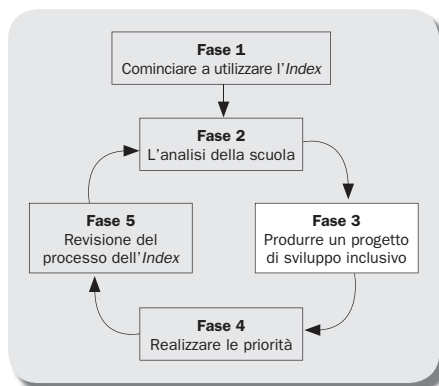 Fase 1
Cominciare a utilizzare l'Index
Fase 2
L'analisi della scuola
Fase 5
Revisione del
processo dell'Index
Fase 3
Produrre un progetto
di sviluppo inclusivo
Fase 4
Realizzare le priorità